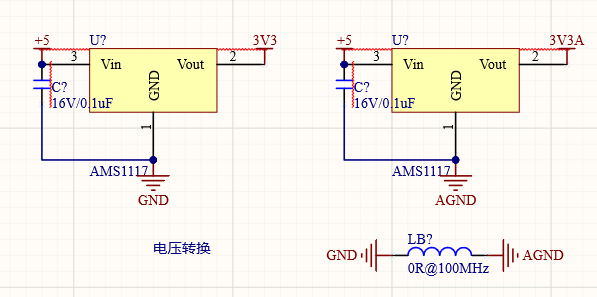 +5 U? 3V3
3 Vin Vout 2
GND
C?
16V/0.1uF
1
AMS1117
GND
+5 U? 3V3A
3 Vin Vout 2
GND
C?
16V/0.1uF
1
AMS1117
AGND
电压转换
LB?
GND AGND
0R@100MHz